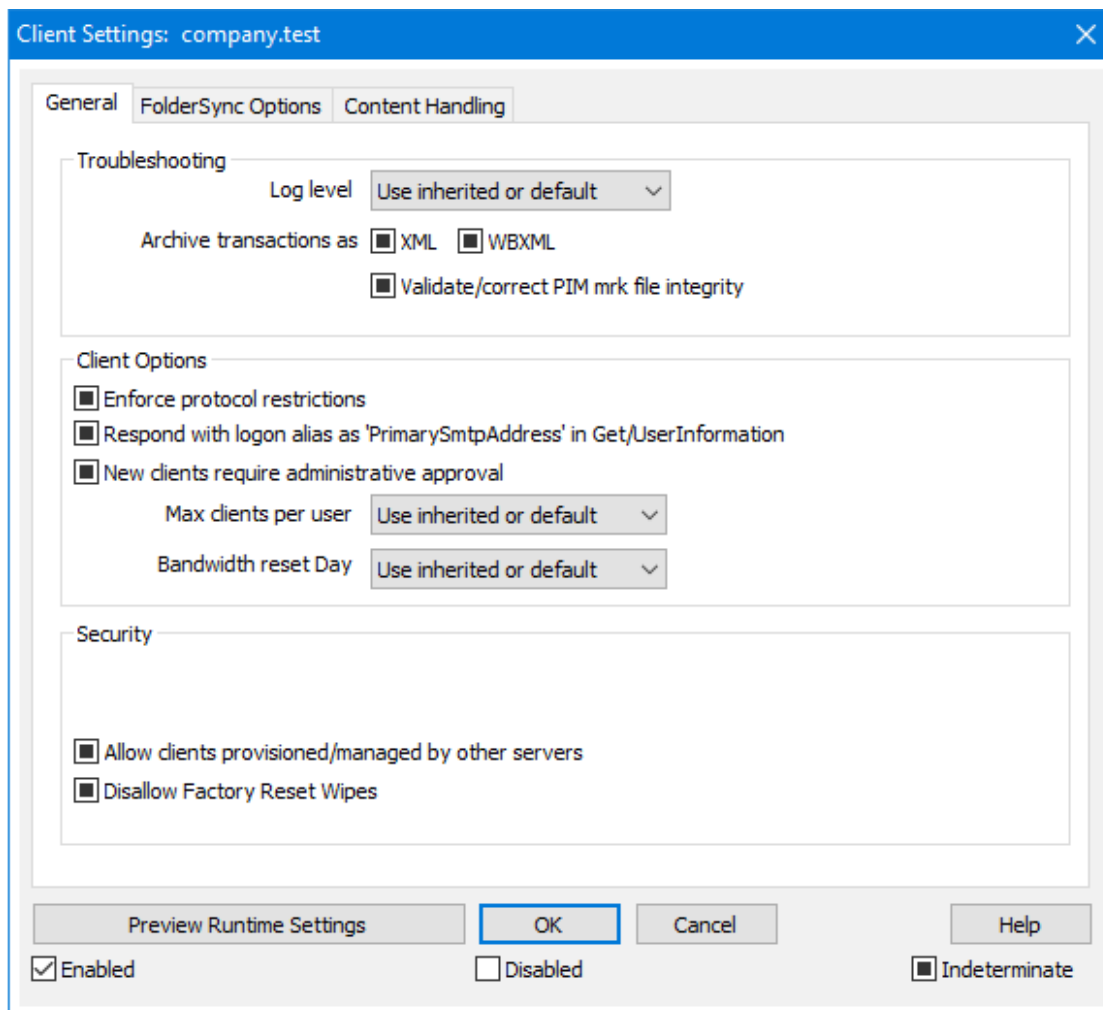 Client Settings: company.test
General FolderSync Options Content Handling
Troubleshooting
Log level Use inherited or default
Archive transactions as XML WBXML
Validate/correct PIM mrk file integrity
Client Options
Enforce protocol restrictions
Respond with logon alias as 'PrimarySmtpAddress' in Get/UserInformation
New clients require administrative approval
Max clients per user Use inherited or default
Bandwidth reset Day Use inherited or default
Security
Allow clients provisioned/managed by other servers
Disallow Factory Reset Wipes
Preview Runtime Settings OK Cancel Help
Enabled Disabled Indeterminate